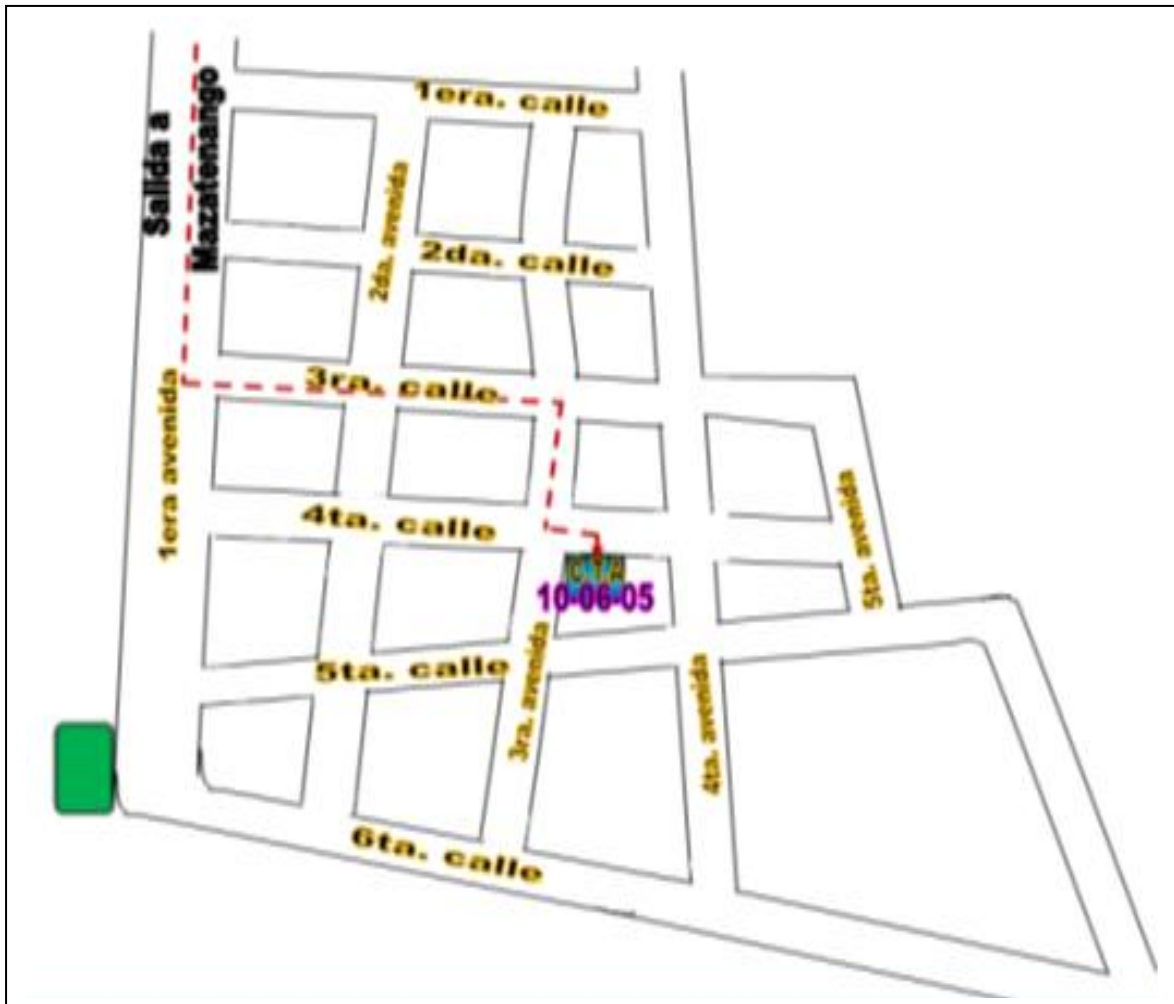 1era. calle
Salida a
Mazatenango
2da. avenida
2da. calle
3ra. calle
1era avenida
4ta. calle
5ta. avenida
CTA
10-06-05
5ta. calle
3ra. avenida
4ta. avenida
6ta. calle